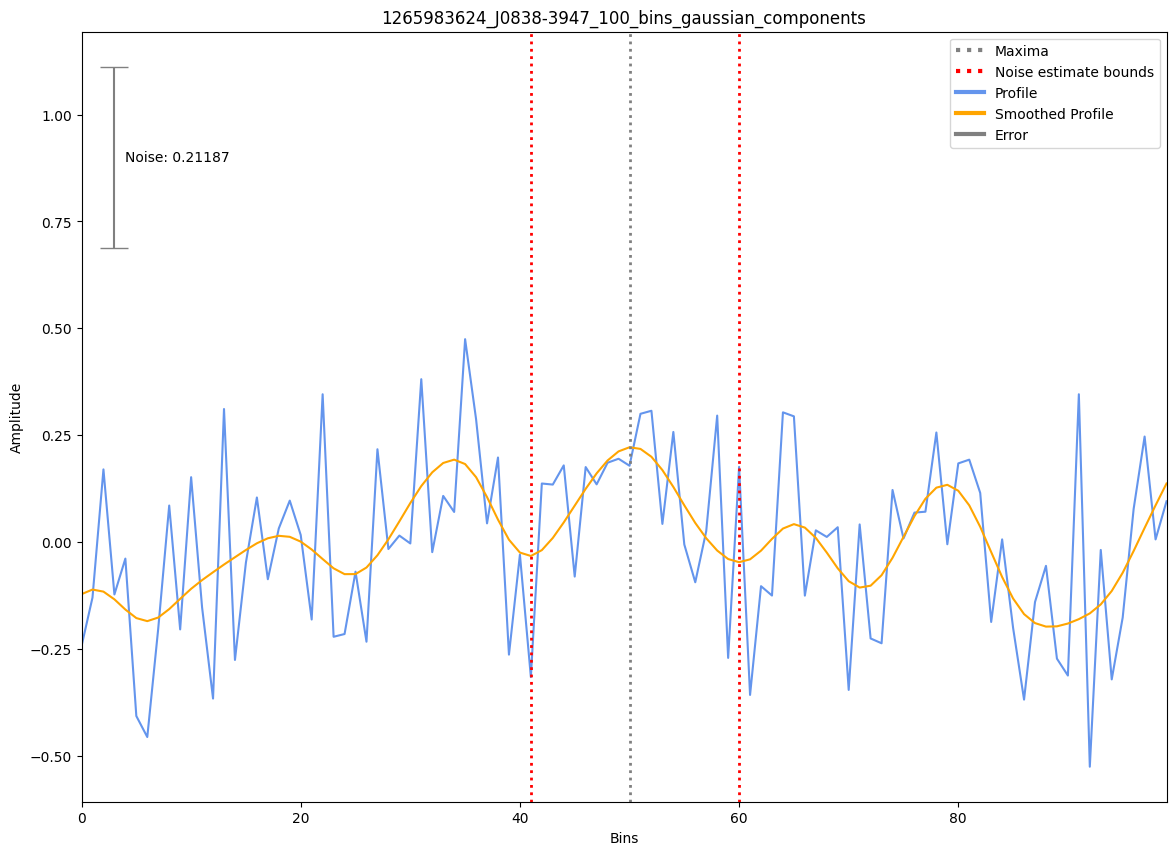 1265983624_J0838-3947_100_bins_gaussian_components
Maxima
Noise estimate bounds
Profile
Smoothed Profile
Error
Noise: 0.21187
Amplitude
1.00
0.75
0.50
0.25
0.00
−0.25
−0.50
0 20 40 60 80
Bins